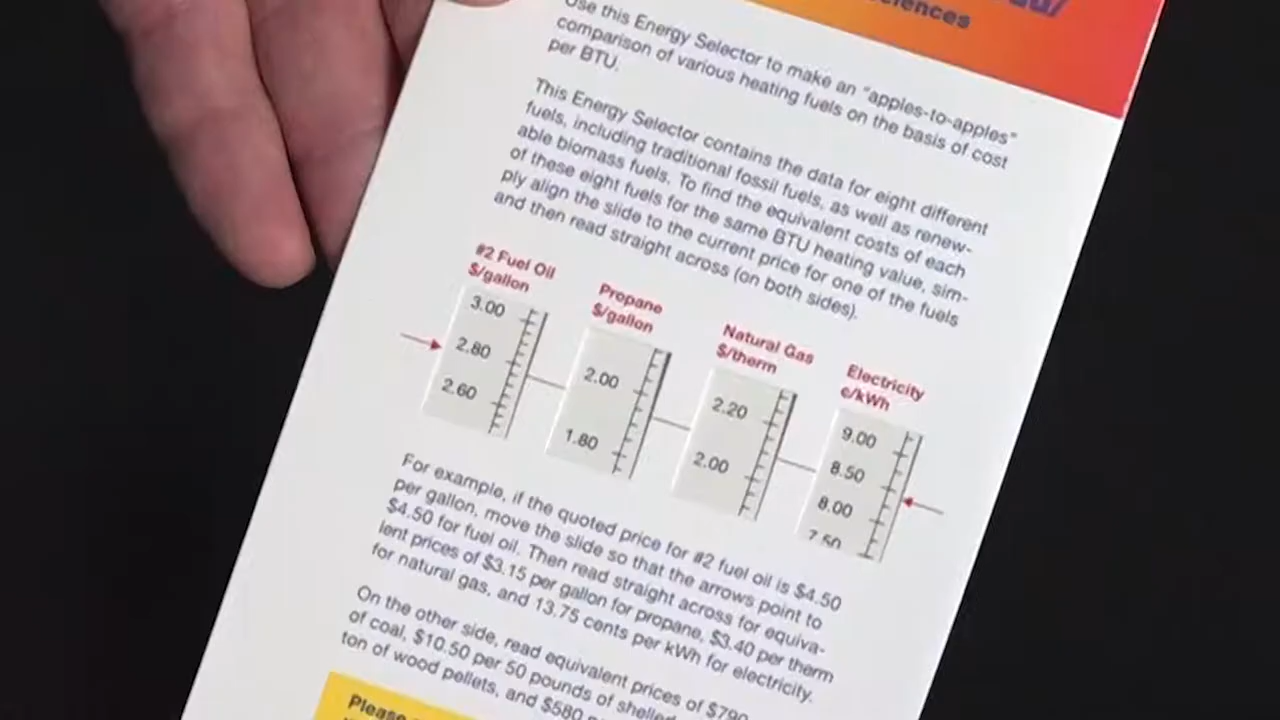 ciences
Use this Energy Selector to make an "apples-to-apples"
comparison of various heating fuels on the basis of cost
per BTU.
This Energy Selector contains the data for eight different
fuels, including traditional fossil fuels, as well as renew-
able biomass fuels. To find the equivalent costs of each
of these eight fuels for the same BTU heating value, sim-
ply align the slide to the current price for one of the fuels
and then read straight across (on both sides).
#2 Fuel Oil
$/gallon
3.00
2.80
2.60
Propane
$/gallon
2.00
1.80
Natural Gas
$/therm
2.20
2.00
Electricity
¢/kWh
9.00
8.50
8.00
7.50
For example, if the quoted price for #2 fuel oil is $4.50
per gallon, move the slide so that the arrows point to
$4.50 for fuel oil. Then read straight across for equiva-
lent prices of $3.15 per gallon for propane, $3.40 per therm
for natural gas, and 13.75 cents per kWh for electricity.
On the other side, read equivalent prices of $790
of coal, $10.50 per 50 pounds of shelled
ton of wood pellets, and $580
Please